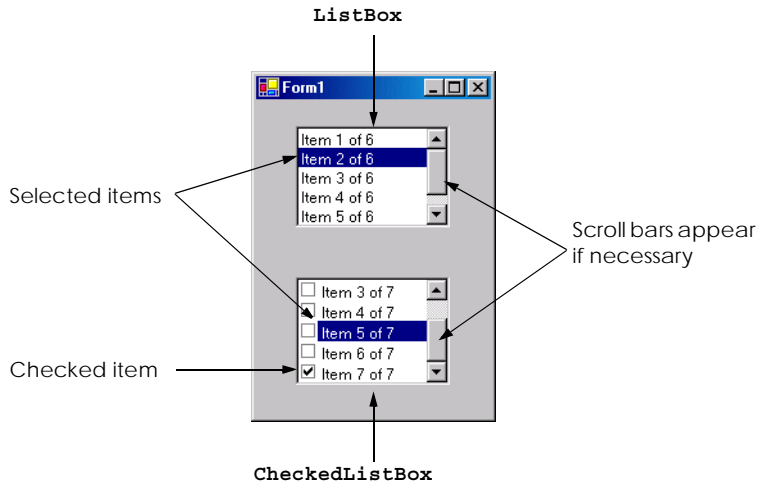 ListBox
Form1
Item 1 of 6
Item 2 of 6
Item 3 of 6
Item 4 of 6
Item 5 of 6
Selected items
Scroll bars appear
if necessary
Item 3 of 7
Item 4 of 7
Item 5 of 7
Item 6 of 7
Item 7 of 7
Checked item
CheckedListBox